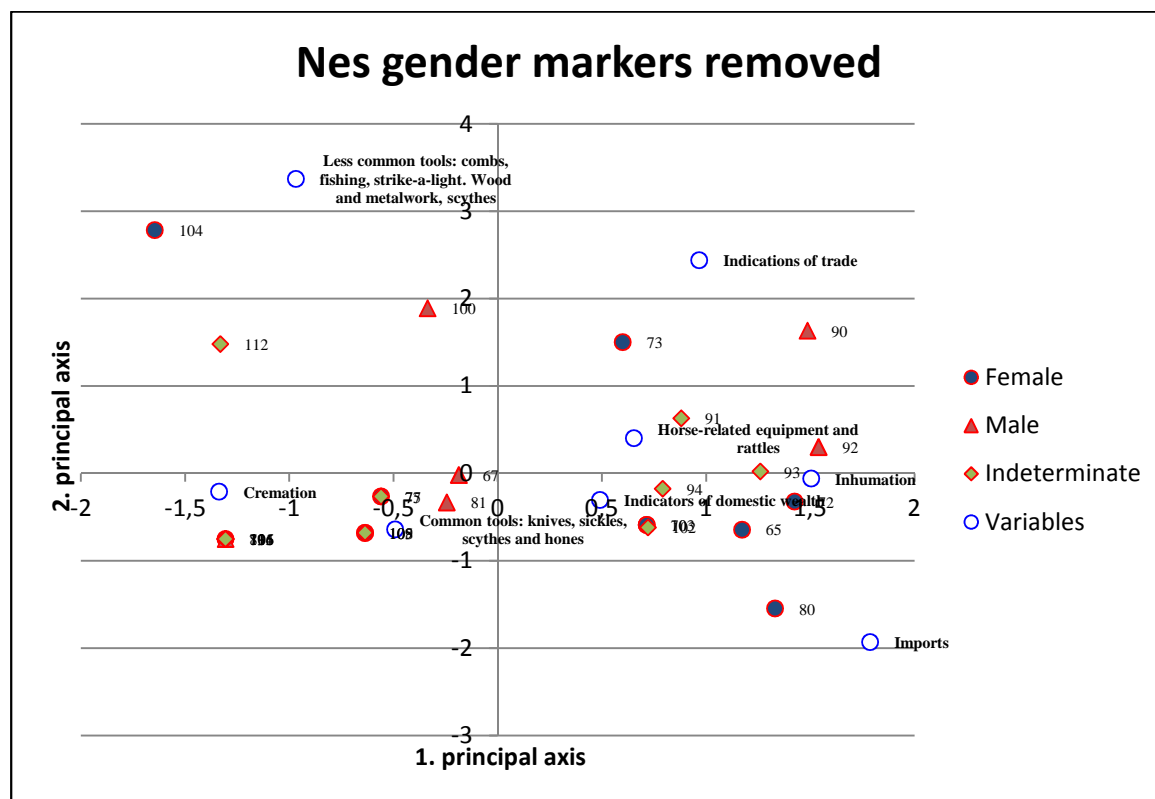 Nes gender markers removed
4
Less common tools: combs,
fishing, strike-a-light. Wood
and metalwork, scythes
3
104
Indications of trade
2
100
90
112
73
1
91
Horse-related equipment and
rattles
92
67
93
0
-2
-1,5
-1
-0,5
0
0,5
1
1,5
2
Inhumation
Cremation
81
94
Indicators of domestic wealth
Common tools: knives, sickles,
scythes and hones
102
65
-1
80
Imports
-2
-3
1. principal axis
2. principal axis
Female
Male
Indeterminate
Variables